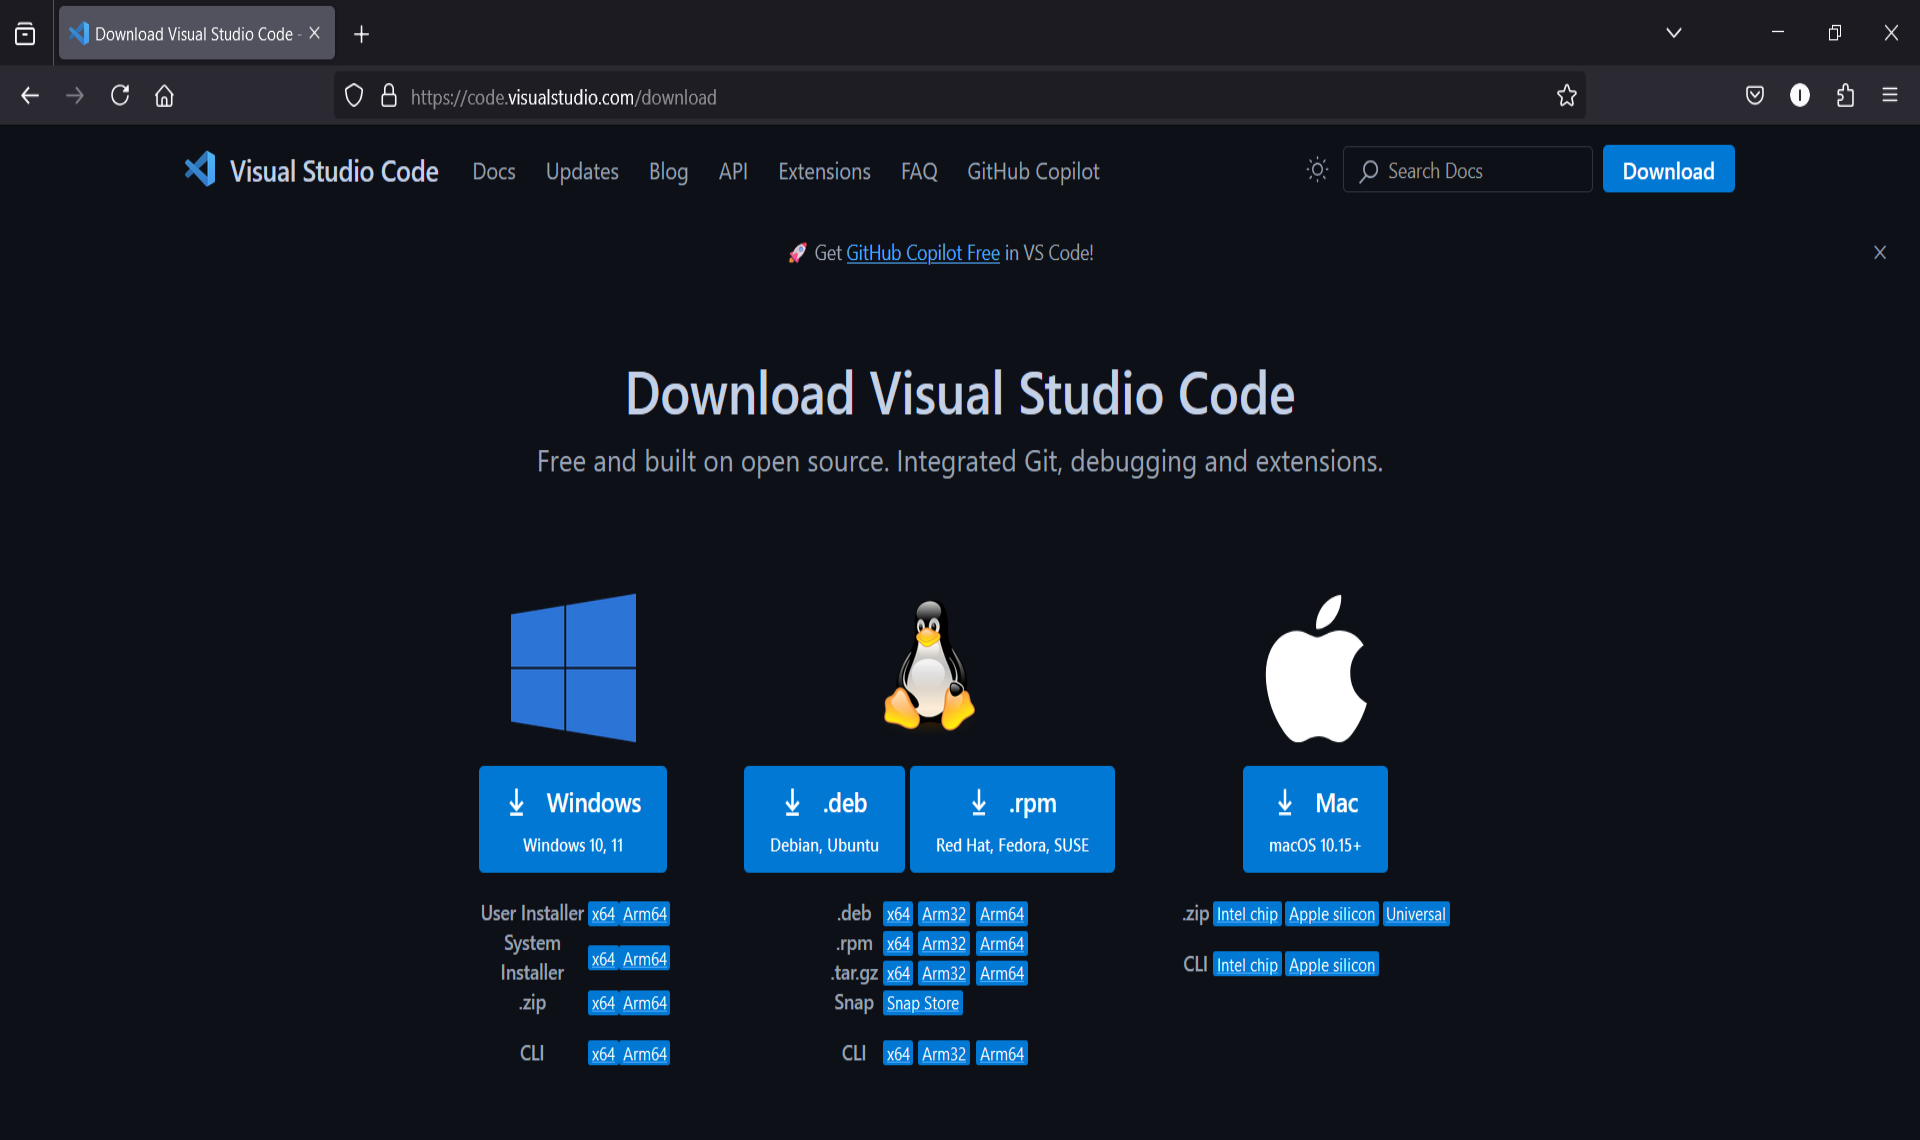 Download Visual Studio Code -
https://code.visualstudio.com/download
Visual Studio Code Docs Updates Blog API Extensions FAQ GitHub Copilot Search Docs Download
🚀 Get GitHub Copilot Free in VS Code!
Download Visual Studio Code
Free and built on open source. Integrated Git, debugging and extensions.
Windows
Windows 10, 11
User Installer x64 Arm64
System
Installer x64 Arm64
.zip x64 Arm64
CLI x64 Arm64
.deb
Debian, Ubuntu
.rpm
Red Hat, Fedora, SUSE
.deb x64 Arm32 Arm64
.rpm x64 Arm32 Arm64
.tar.gz x64 Arm32 Arm64
Snap Snap Store
CLI x64 Arm32 Arm64
Mac
macOS 10.15+
.zip Intel chip Apple silicon Universal
CLI Intel chip Apple silicon